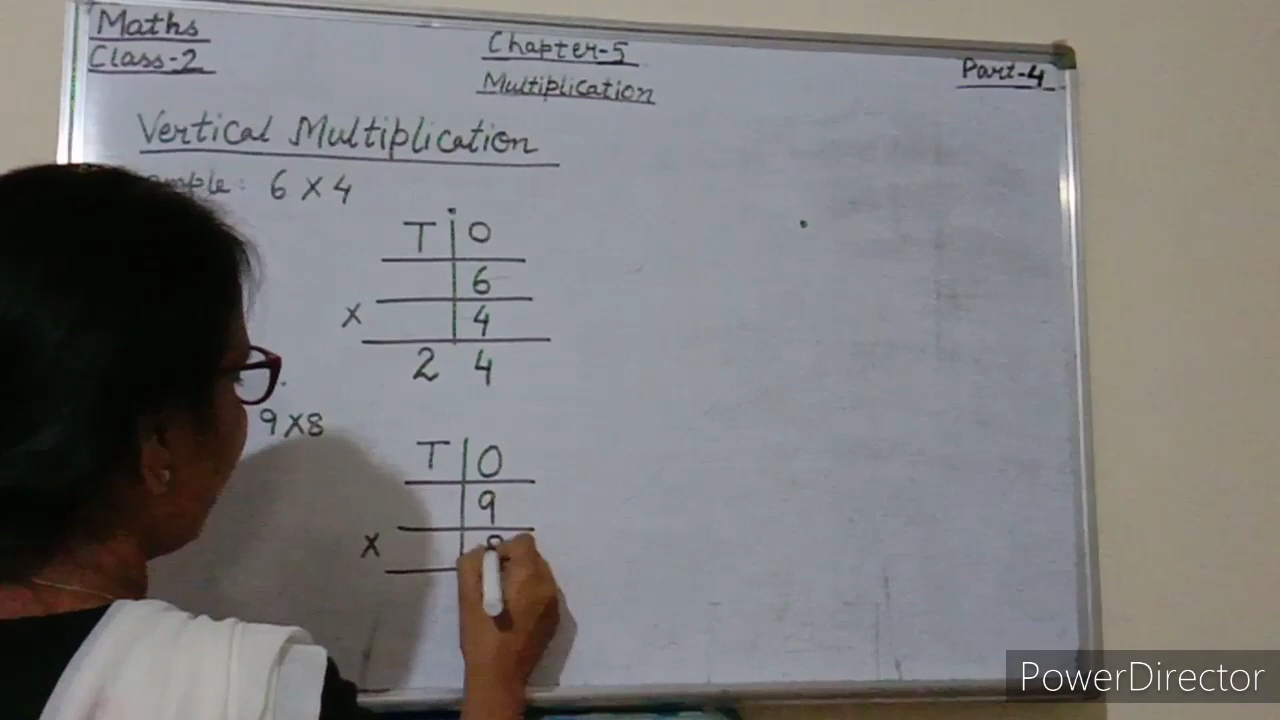 Maths
Class-2
Chapter-5
Multiplication
Part-4
Vertical Multiplication
6 X 4
T O
6
X 4
2 4
9 X 8
T O
9
X
PowerDirector